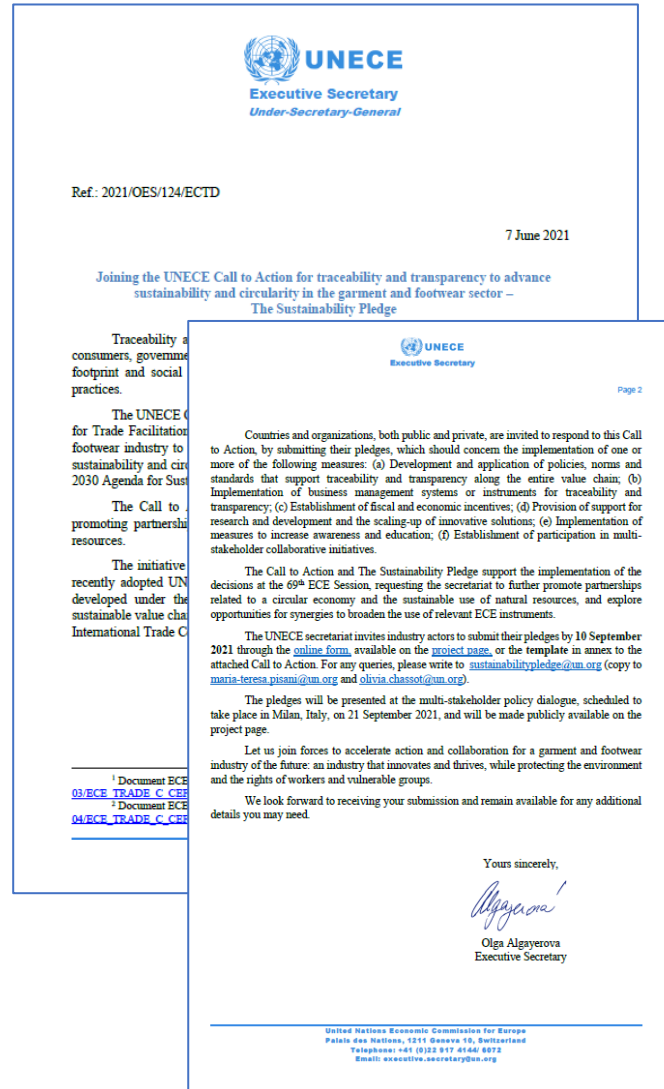 UNECE
Executive Secretary
Under-Secretary-General
Ref.: 2021/OES/124/ECTD
7 June 2021
Joining the UNECE Call to Action for traceability and transparency to advance
sustainability and circularity in the garment and footwear sector –
The Sustainability Pledge
Traceability a
consumers, governme
footprint and social
practices.
The UNECE C
for Trade Facilitation
footwear industry to
sustainability and circ
2030 Agenda for Sust
The Call to
promoting partnershi
resources.
The initiative
recently adopted UN
developed under the
sustainable value chai
International Trade C
1 Document ECE
03/ECE_TRADE_C_CEF
2 Document ECE
04/ECE_TRADE_C_CEF
UNECE
Executive Secretary
Page 2
Countries and organizations, both public and private, are invited to respond to this Call
to Action, by submitting their pledges, which should concern the implementation of one or
more of the following measures: (a) Development and application of policies, norms and
standards that support traceability and transparency along the entire value chain; (b)
Implementation of business management systems or instruments for traceability and
transparency; (c) Establishment of fiscal and economic incentives; (d) Provision of support for
research and development and the scaling-up of innovative solutions; (e) Implementation of
measures to increase awareness and education; (f) Establishment of participation in multi-
stakeholder collaborative initiatives.
The Call to Action and The Sustainability Pledge support the implementation of the
decisions at the 69th ECE Session, requesting the secretariat to further promote partnerships
related to a circular economy and the sustainable use of natural resources, and explore
opportunities for synergies to broaden the use of relevant ECE instruments.
The UNECE secretariat invites industry actors to submit their pledges by 10 September
2021 through the online form, available on the project page, or the template in annex to the
attached Call to Action. For any queries, please write to sustainabilitypledge@un.org (copy to
maria-teresa.pisani@un.org and olivia.chassot@un.org).
The pledges will be presented at the multi-stakeholder policy dialogue, scheduled to
take place in Milan, Italy, on 21 September 2021, and will be made publicly available on the
project page.
Let us join forces to accelerate action and collaboration for a garment and footwear
industry of the future: an industry that innovates and thrives, while protecting the environment
and the rights of workers and vulnerable groups.
We look forward to receiving your submission and remain available for any additional
details you may need.
Yours sincerely,
Algayerová
Olga Algayerova
Executive Secretary
United Nations Economic Commission for Europe
Palais des Nations, 1211 Geneva 10, Switzerland
Telephone: +41 (0)22 917 4144/ 6072
Email: executive.secretary@un.org